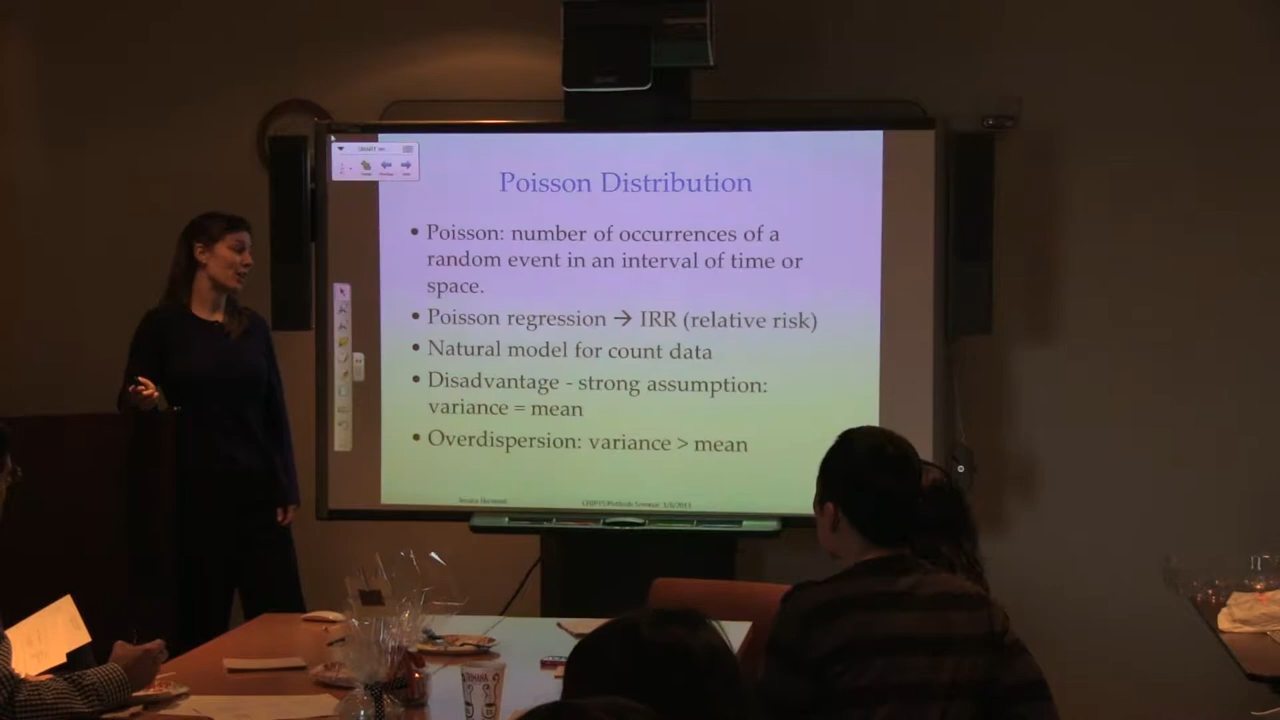 Poisson Distribution
• Poisson: number of occurrences of a
random event in an interval of time or
space.
• Poisson regression → IRR (relative risk)
• Natural model for count data
• Disadvantage - strong assumption:
variance = mean
• Overdispersion: variance > mean